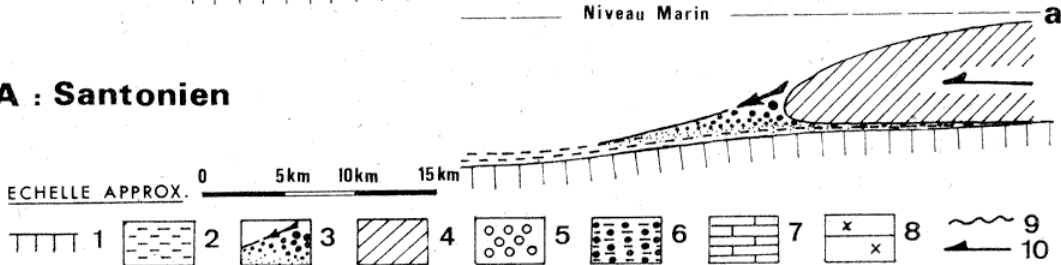 Niveau Marin
a
A : Santonien
0 5km 10km 15km
ECHELLE APPROX.
1 2 3 4 5 6 7 8 9
10